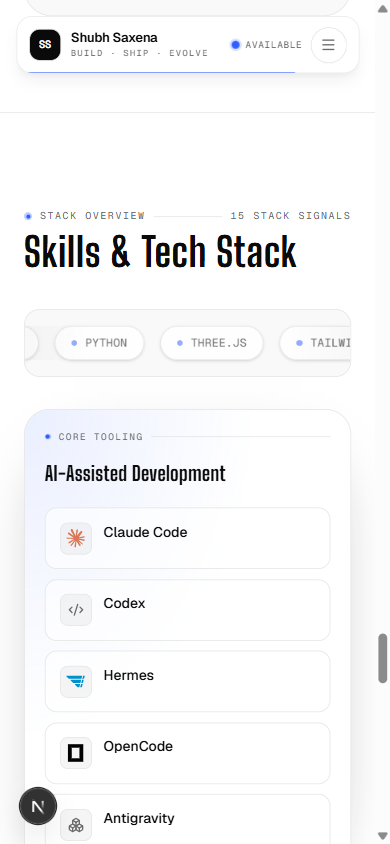 SS
Shubh Saxena
BUILD · SHIP · EVOLVE
AVAILABLE
STACK OVERVIEW
15 STACK SIGNALS
Skills & Tech Stack
PYTHON
THREE.JS
TAILWI
CORE TOOLING
AI-Assisted Development
Claude Code
</>
Codex
Hermes
OpenCode
N
Antigravity